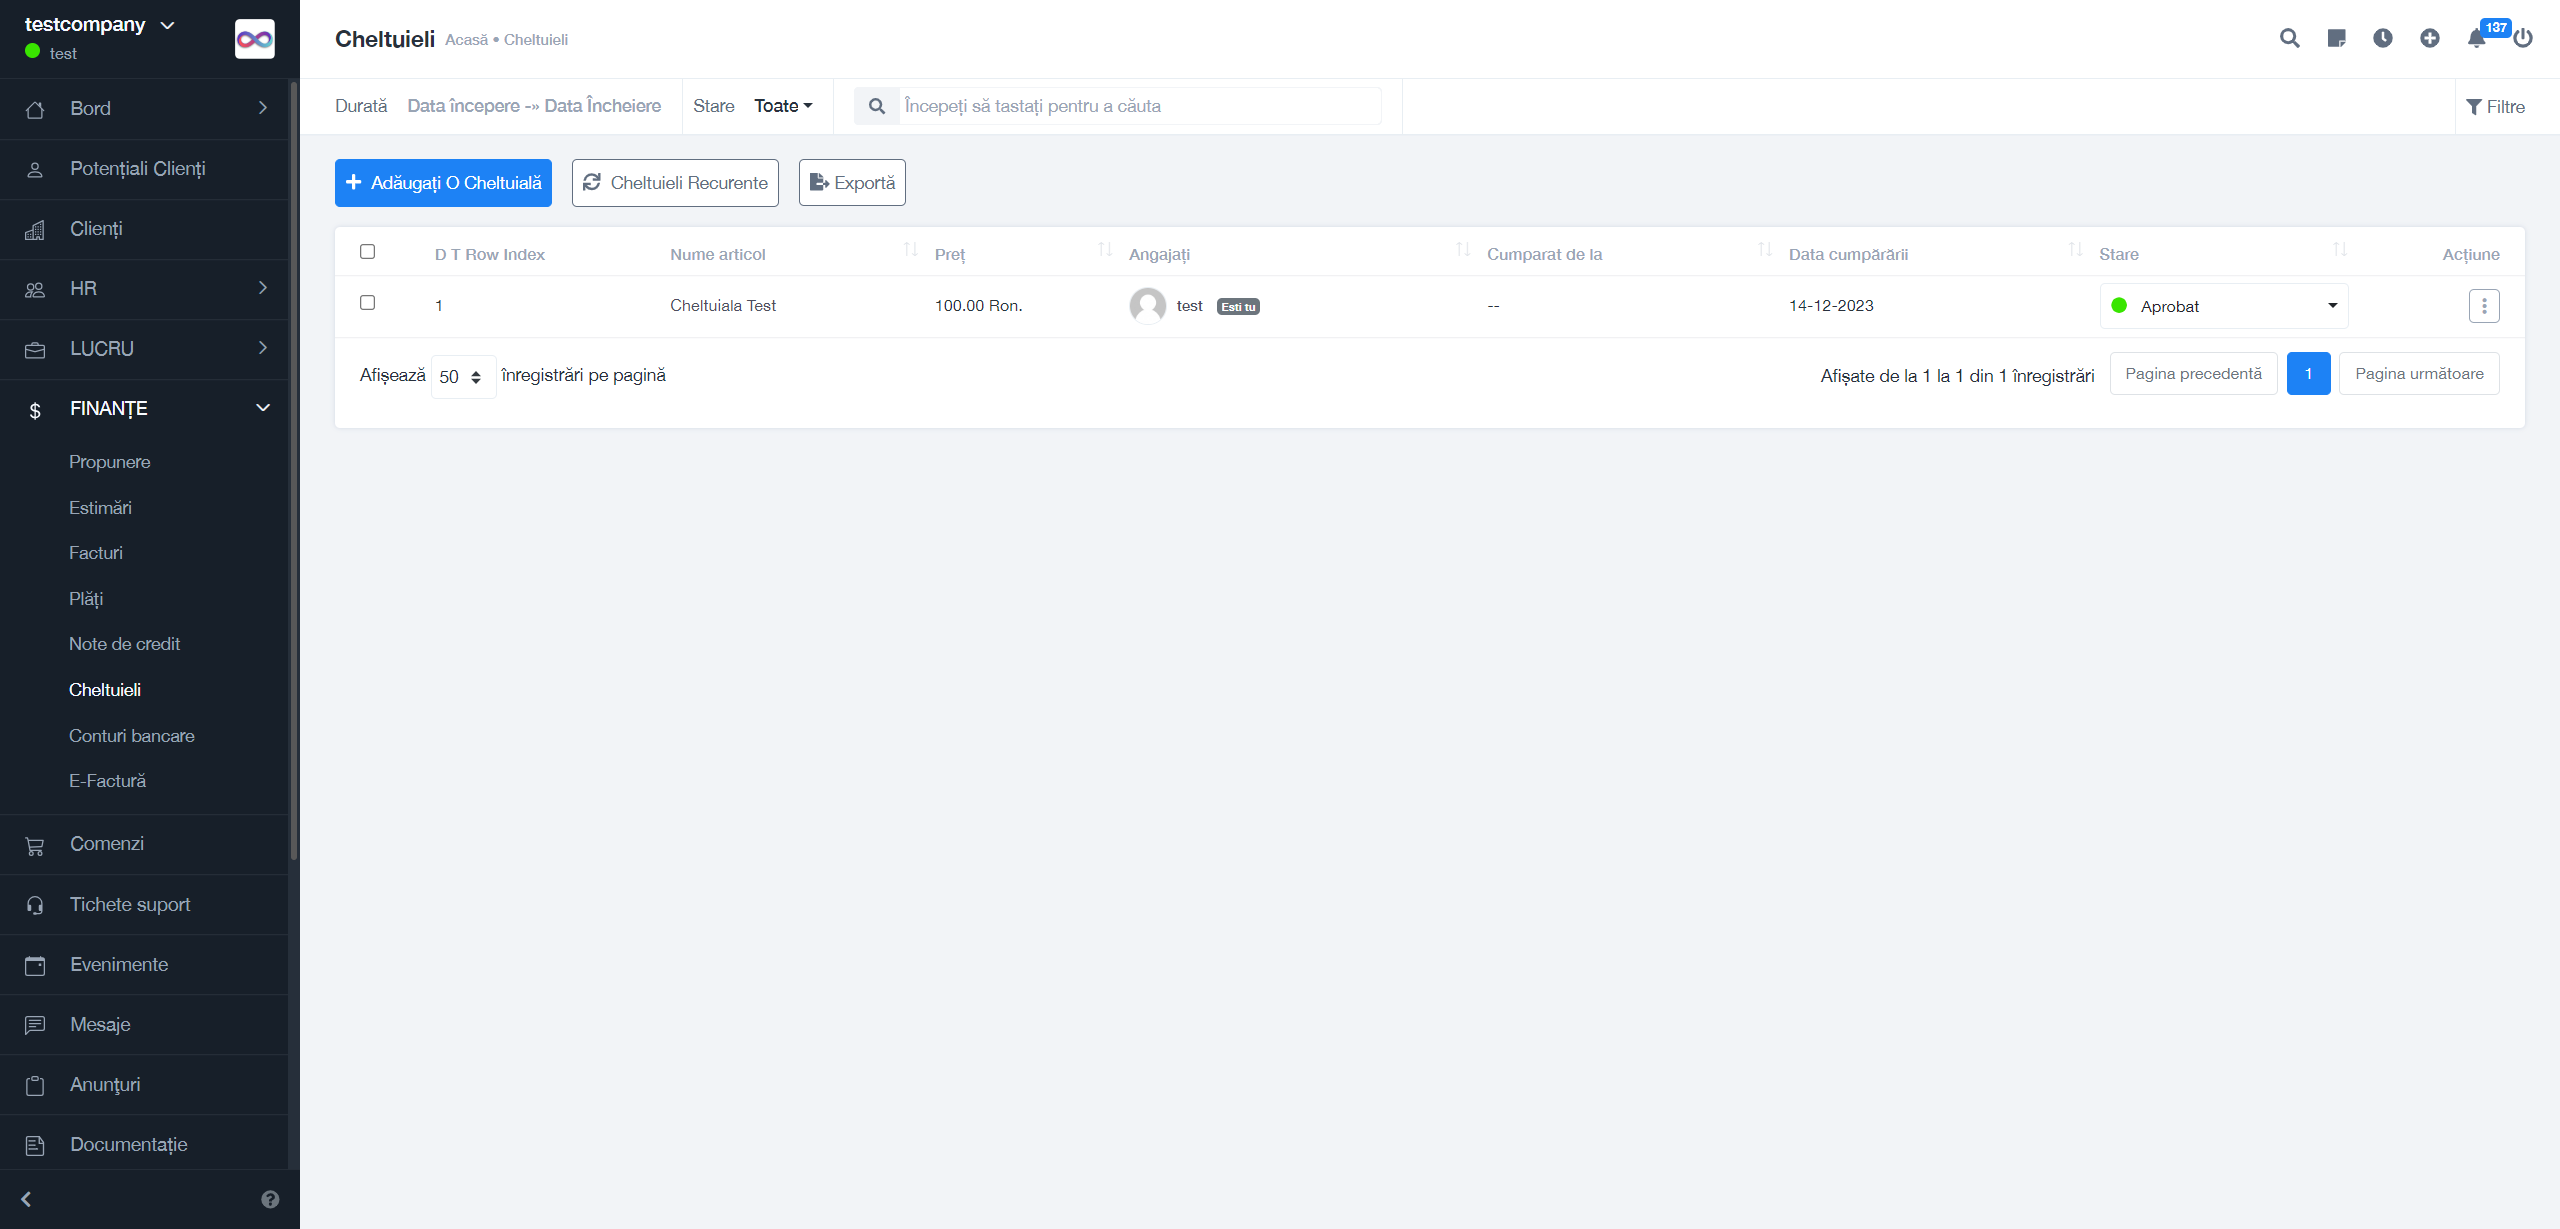 testcompany
test
Bord
Potențiali Clienți
Clienți
HR
LUCRU
FINANȚE
Propunere
Estimări
Facturi
Plăți
Note de credit
Cheltuieli
Conturi bancare
E-Factură
Comenzi
Tichete suport
Evenimente
Mesaje
Anunțuri
Documentație
Cheltuieli Acasă • Cheltuieli
137
Durată Data începere -» Data Încheiere Stare Toate Începeți să tastați pentru a căuta Filtre
Adăugați O Cheltuială Cheltuieli Recurente Exportă
D T Row Index Nume articol Preț Angajați Cumparat de la Data cumpărării Stare Acțiune
1 Cheltuiala Test 100.00 Ron. test Esti tu -- 14-12-2023 Aprobat
Afișează 50 înregistrări pe pagină Afișate de la 1 la 1 din 1 înregistrări Pagina precedentă 1 Pagina următoare